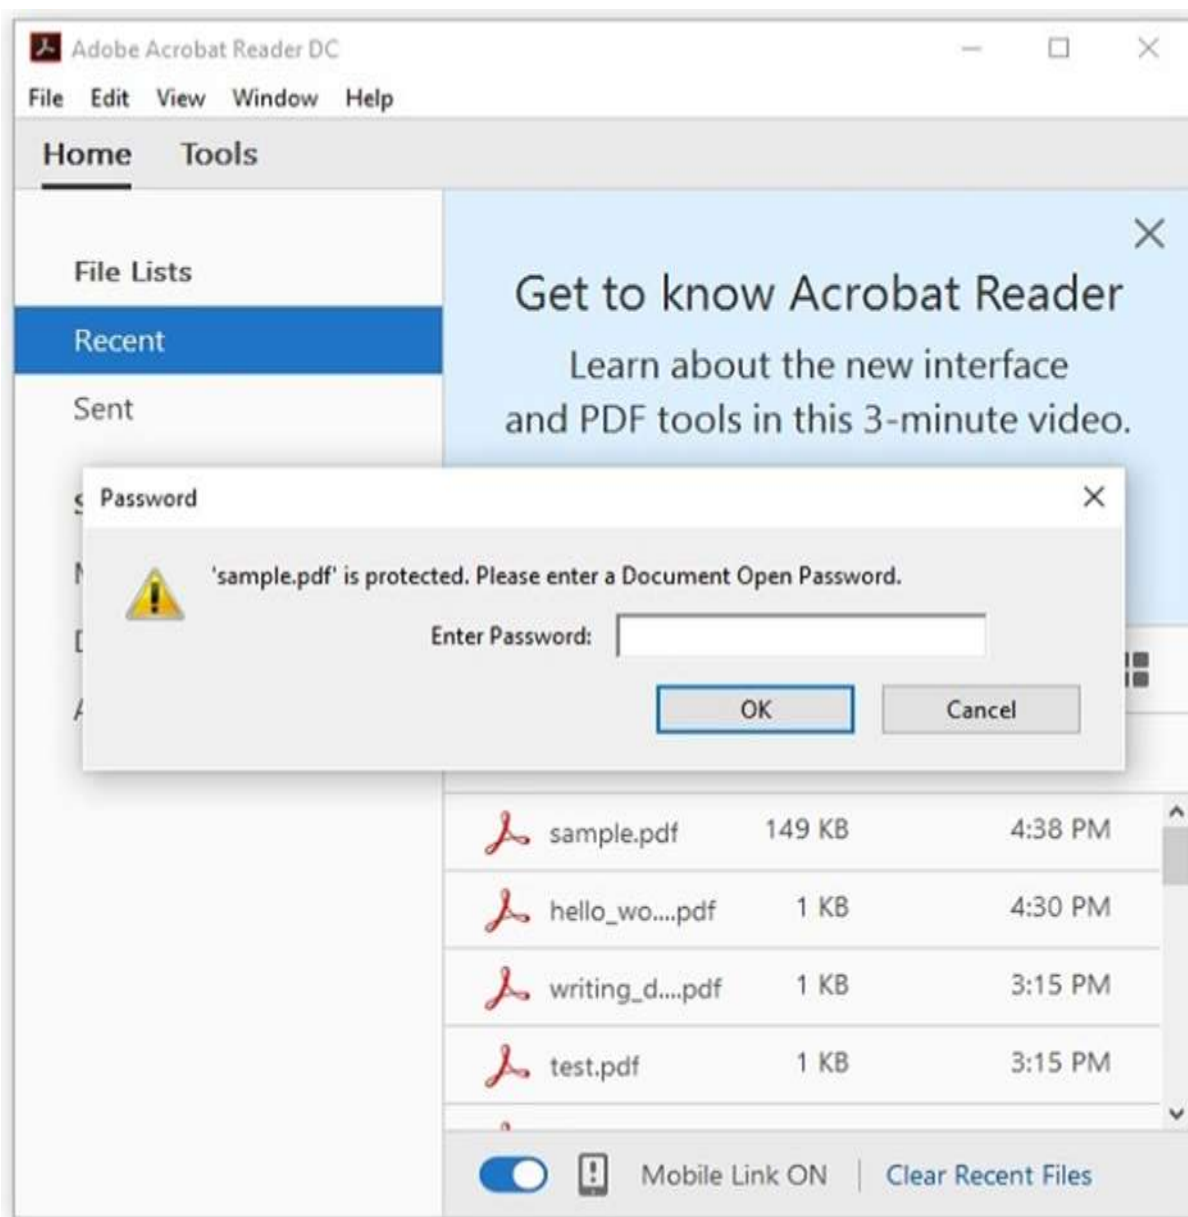 Adobe Acrobat Reader DC
File Edit View Window Help
Home Tools
File Lists
Recent
Sent
Get to know Acrobat Reader
Learn about the new interface
and PDF tools in this 3-minute video.
Password
'sample.pdf' is protected. Please enter a Document Open Password.
Enter Password:
OK Cancel
sample.pdf 149 KB 4:38 PM
hello_wo....pdf 1 KB 4:30 PM
writing_d....pdf 1 KB 3:15 PM
test.pdf 1 KB 3:15 PM
Mobile Link ON Clear Recent Files